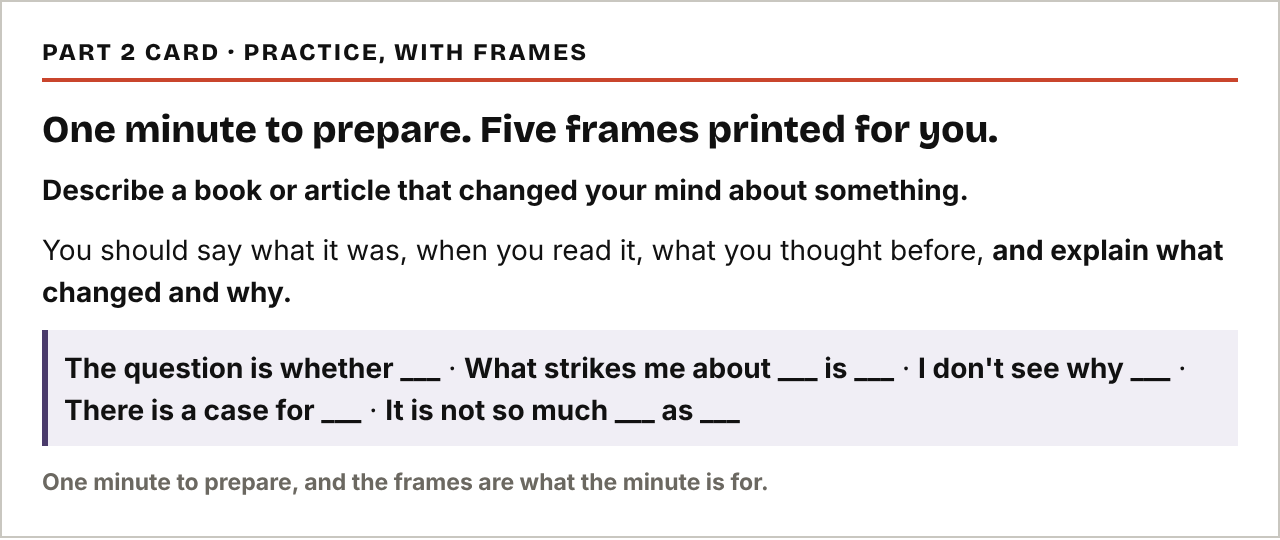 PART 2 CARD · PRACTICE, WITH FRAMES
One minute to prepare. Five frames printed for you.
Describe a book or article that changed your mind about something.
You should say what it was, when you read it, what you thought before, and explain what
changed and why.
The question is whether ___ · What strikes me about ___ is ___ · I don't see why ___ ·
There is a case for ___ · It is not so much ___ as ___
One minute to prepare, and the frames are what the minute is for.